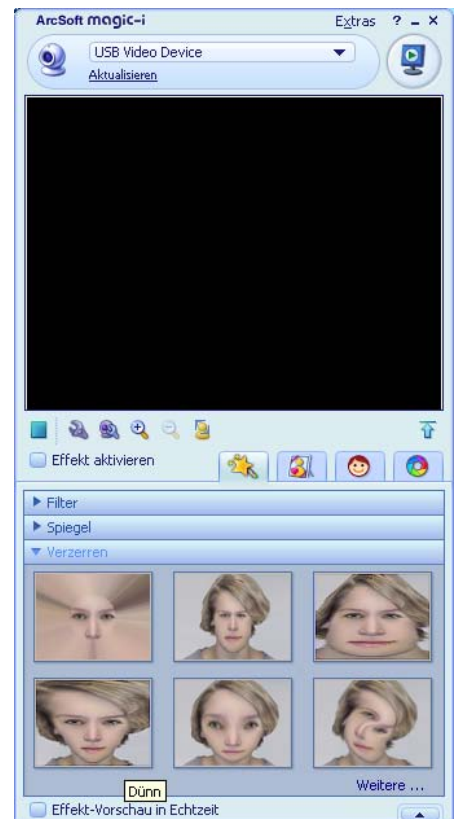 ArcSoft magic-i Extras ? – ×
USB Video Device
Aktualisieren
Effekt aktivieren
Filter
Spiegel
Verzerren
Dünn
Weitere ...
Effekt-Vorschau in Echtzeit